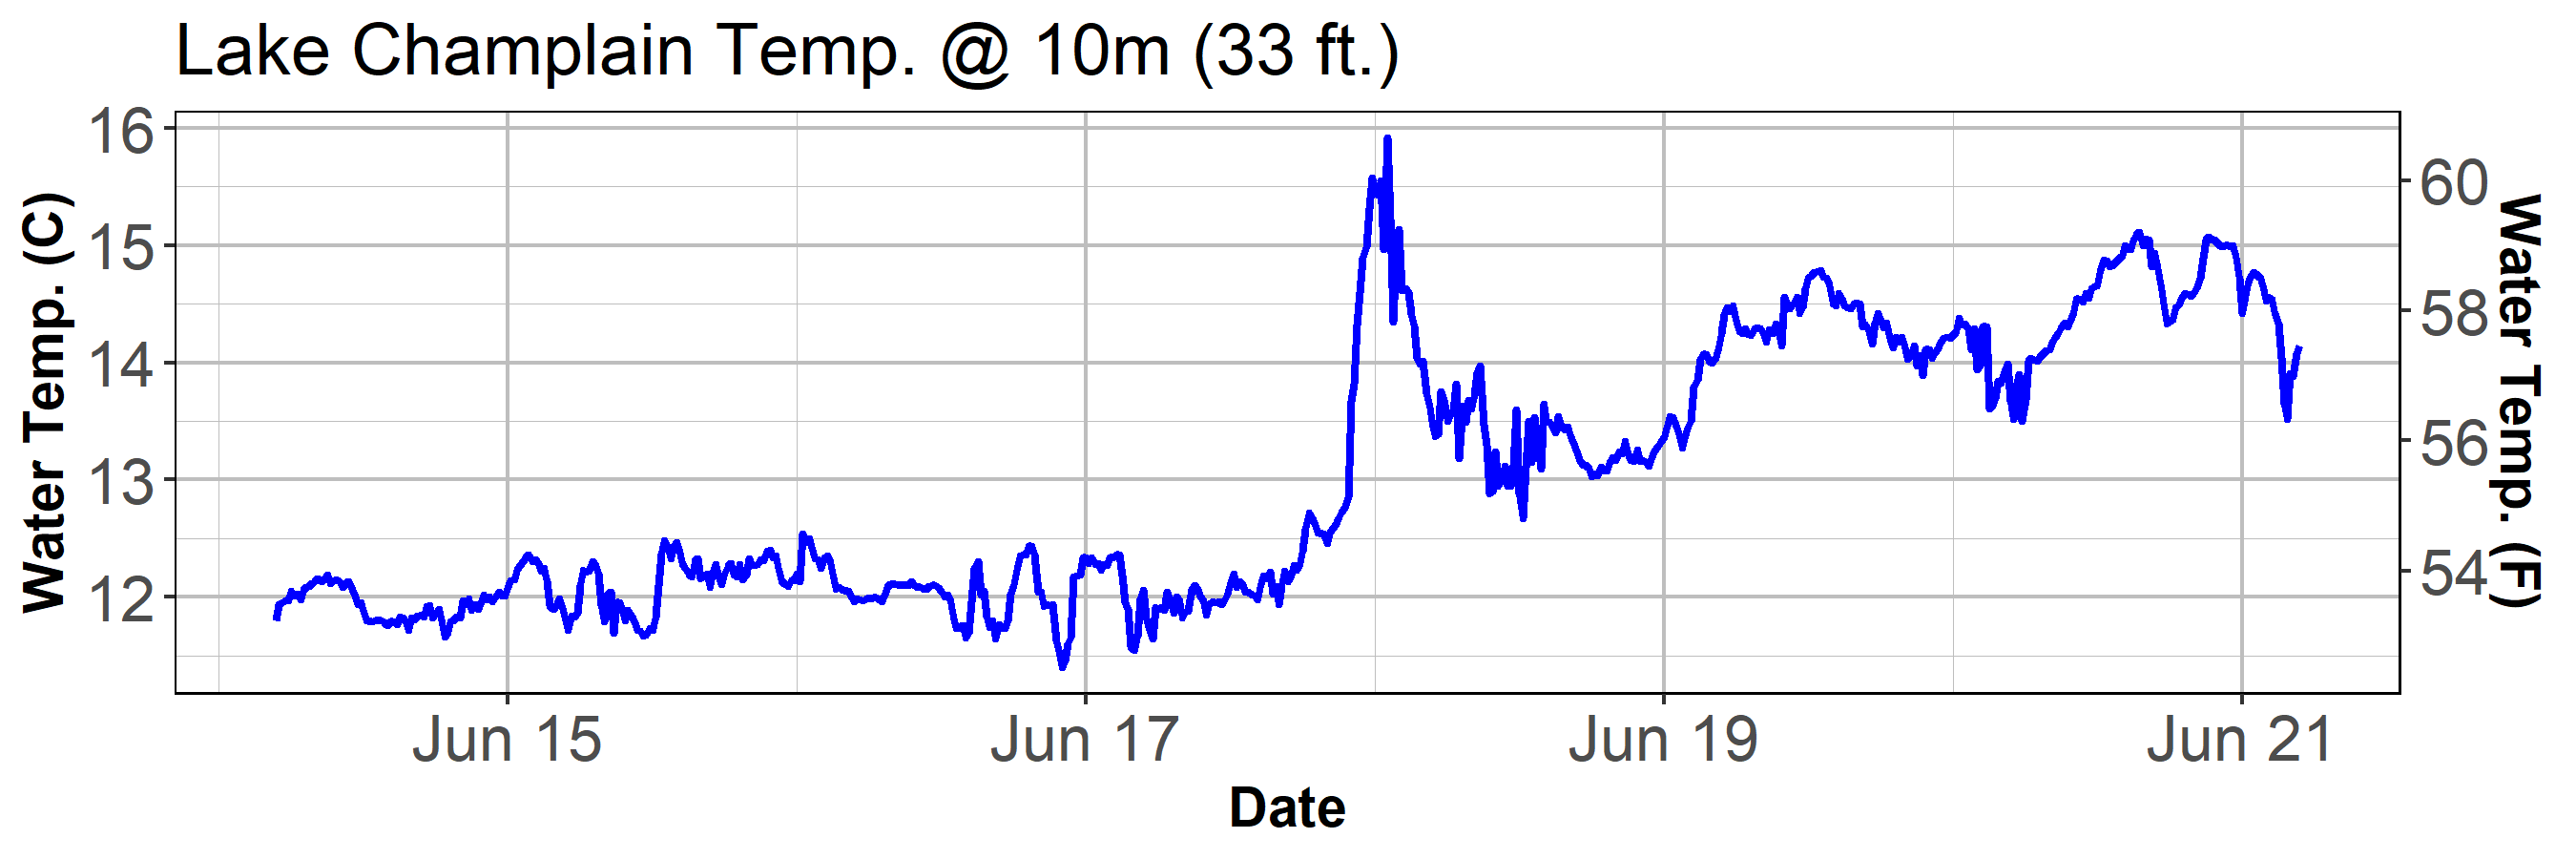 Lake Champlain Temp. @ 10m (33 ft.)
Water Temp. (C)
16
15
14
13
12
60
58
56
54
Water Temp. (F)
Jun 15
Jun 17
Jun 19
Jun 21
Date